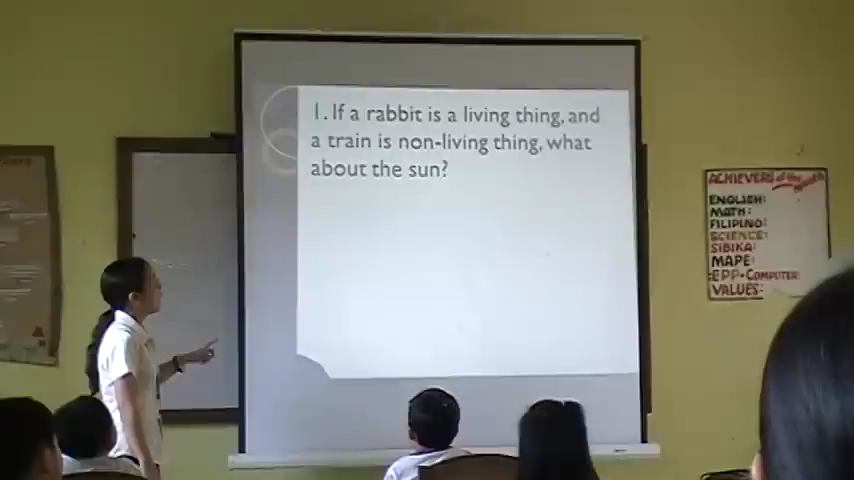 1. If a rabbit is a living thing, and
a train is non-living thing, what
about the sun?
ACHIEVERS of the Month
ENGLISH:
MATH:
FILIPINO:
SCIENCE:
SIBIKA:
MAPE:
EPP-COMPUTER
VALUES: